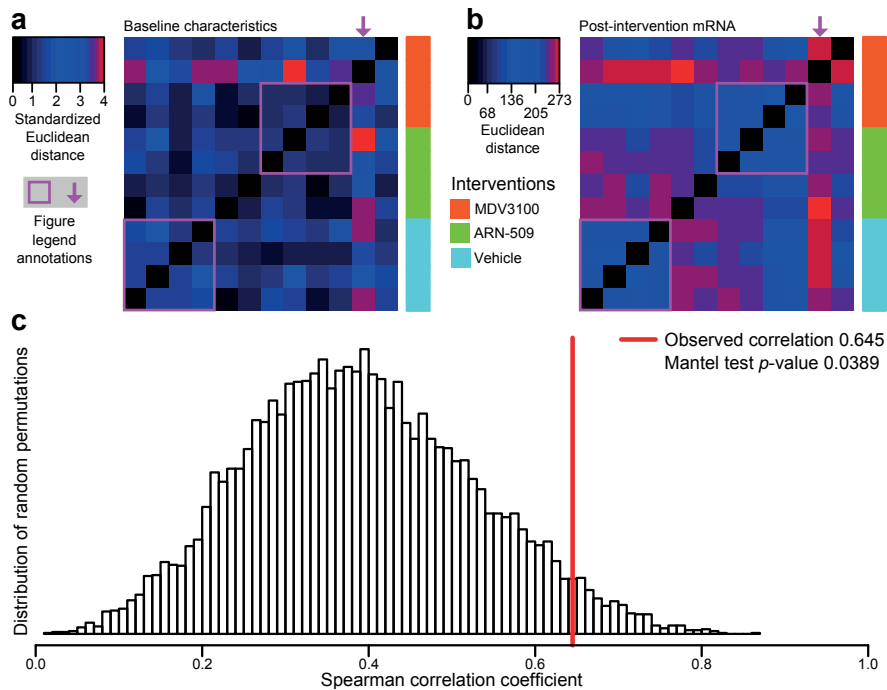 a
Baseline characteristics
0 1 2 3 4
Standardized
Euclidean
distance
Figure
legend
annotations
b
Post-intervention mRNA
0 136 273
68 205
Euclidean
distance
Interventions
MDV3100
ARN-509
Vehicle
c
Observed correlation 0.645
Mantel test p-value 0.0389
Distribution of random permutations
0.0 0.2 0.4 0.6 0.8 1.0
Spearman correlation coefficient